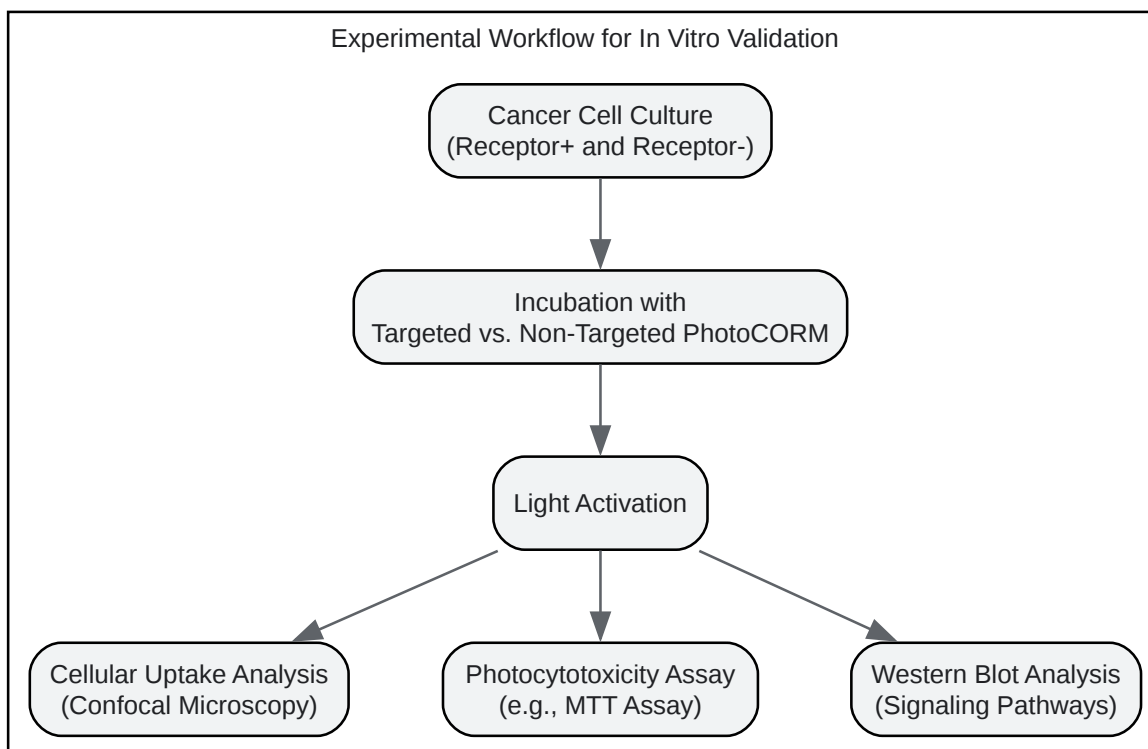 Experimental Workflow for In Vitro Validation
Cancer Cell Culture
(Receptor+ and Receptor-)
Incubation with
Targeted vs. Non-Targeted PhotoCORM
Light Activation
Cellular Uptake Analysis
(Confocal Microscopy)
Photocytotoxicity Assay
(e.g., MTT Assay)
Western Blot Analysis
(Signaling Pathways)